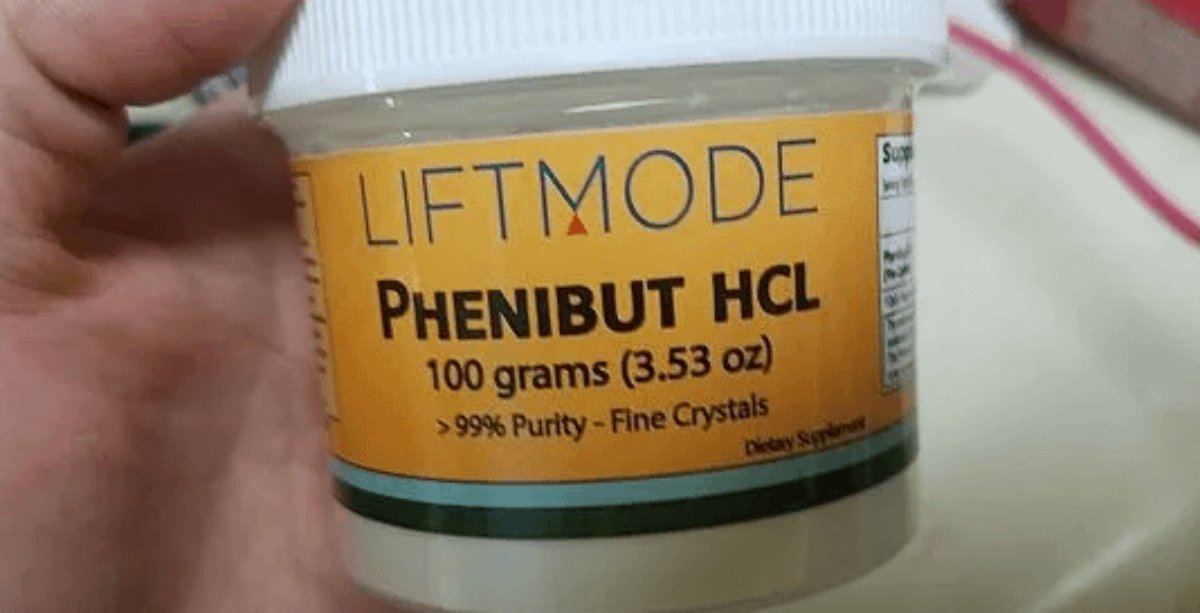 LIFTMODE
PHENIBUT HCL
100 grams (3.53 oz)
>99% Purity - Fine Crystals
Dietary Supplement